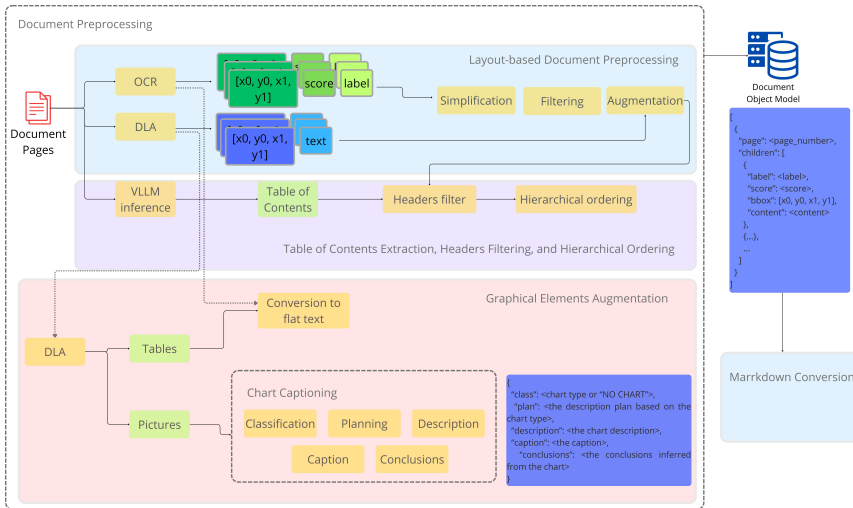 Document Preprocessing
Layout-based Document Preprocessing
OCR
[x0, y0, x1,
y1]
score
label
DLA
[x0, y0, x1,
y1]
text
Simplification
Filtering
Augmentation
Document
Pages
VLLM
inference
Table of
Contents
Headers filter
Hierarchical ordering
Table of Contents Extraction, Headers Filtering, and Hierarchical Ordering
Graphical Elements Augmentation
Conversion to
flat text
DLA
Tables
Pictures
Chart Captioning
Classification
Planning
Description
Caption
Conclusions
{
"class": <chart type or "NO CHART">,
"plan": <the description plan based on the
chart type>,
"description": <the chart description>,
"caption": <the caption>,
"conclusions": <the conclusions inferred
from the chart>
}
Document
Object Model
[
{
"page": <page_number>,
"children": [
{
"label": <label>,
"score": <score>,
"bbox": [x0, y0, x1, y1],
"content": <content>
},
{...},
...
]
}
]
Marrkdown Conversion